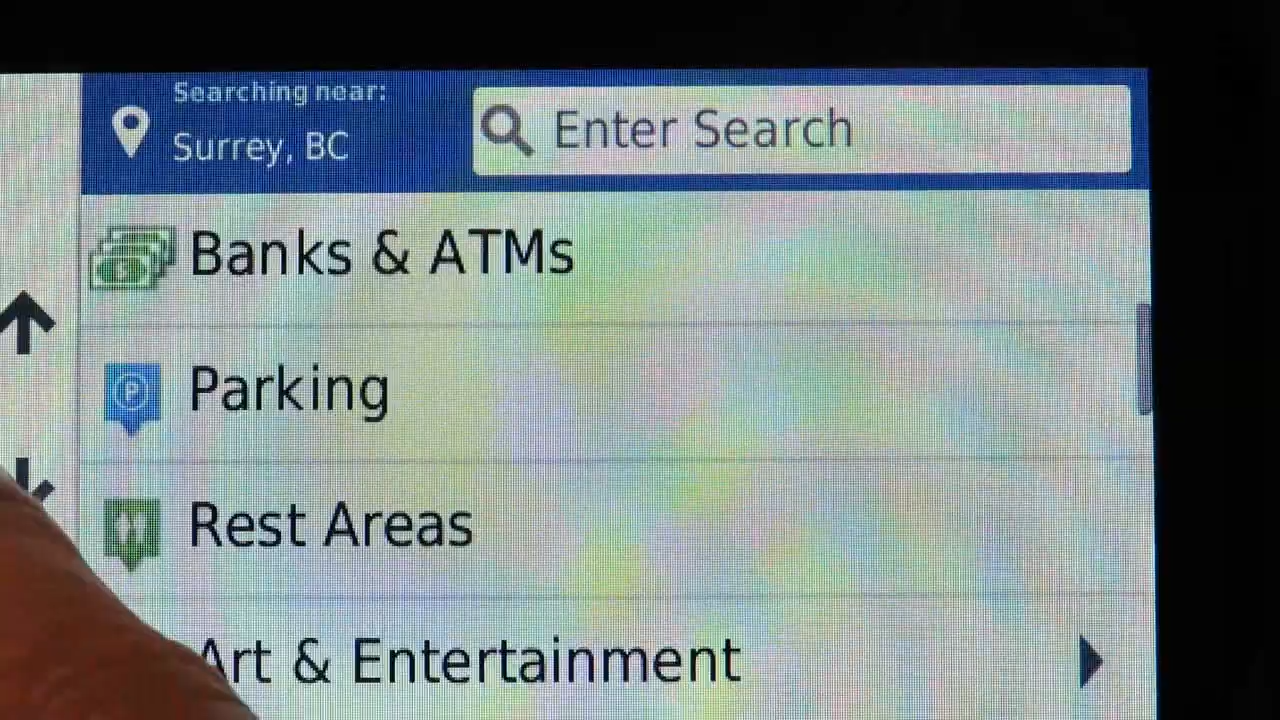 Searching near:
Surrey, BC
Enter Search
Banks & ATMs
P
Parking
Rest Areas
Art & Entertainment